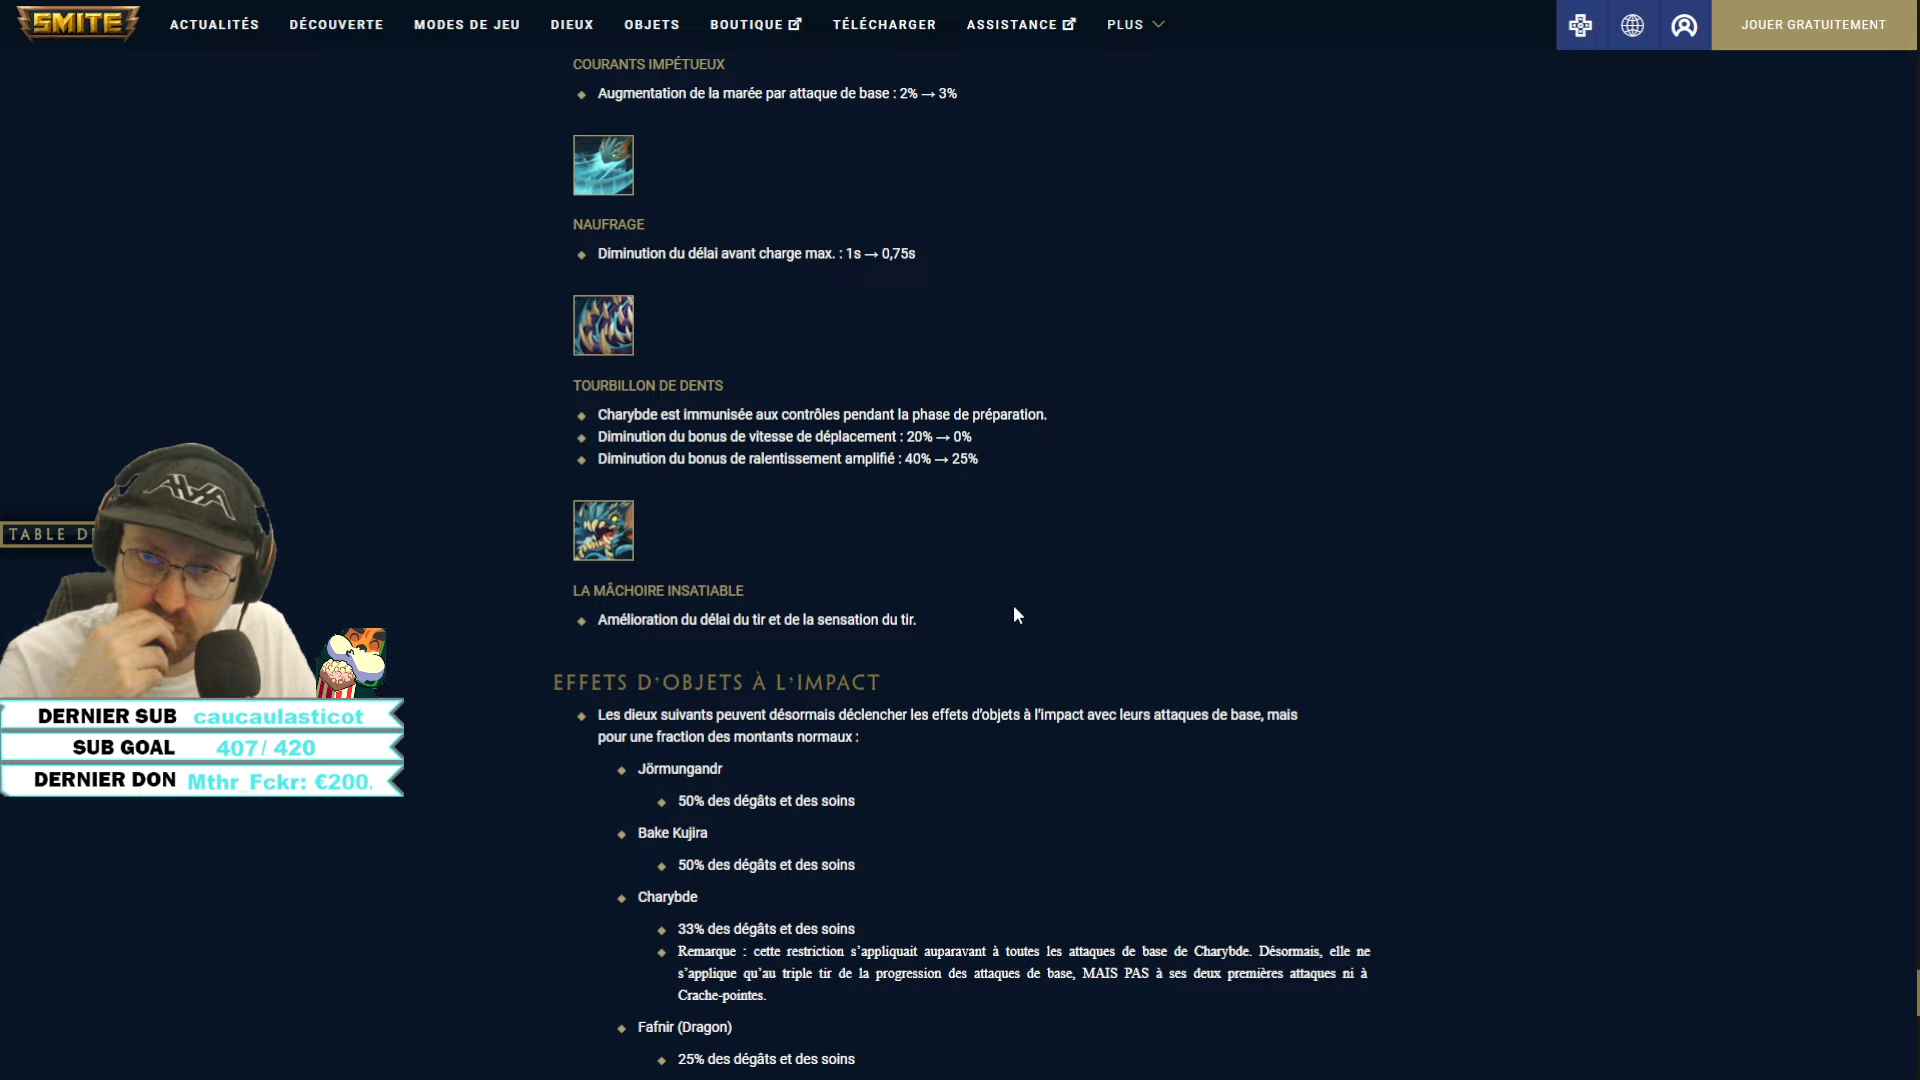 SMITE
ACTUALITÉS DÉCOUVERTE MODES DE JEU DIEUX OBJETS BOUTIQUE TÉLÉCHARGER ASSISTANCE PLUS
JOUER GRATUITEMENT
COURANTS IMPÉTUEUX
Augmentation de la marée par attaque de base : 2% → 3%
NAUFRAGE
Diminution du délai avant charge max. : 1s → 0,75s
TOURBILLON DE DENTS
Charybde est immunisée aux contrôles pendant la phase de préparation.
Diminution du bonus de vitesse de déplacement : 20% → 0%
Diminution du bonus de ralentissement amplifié : 40% → 25%
TABLE D
LA MÂCHOIRE INSATIABLE
Amélioration du délai du tir et de la sensation du tir.
EFFETS D'OBJETS À L'IMPACT
Les dieux suivants peuvent désormais déclencher les effets d'objets à l'impact avec leurs attaques de base, mais
pour une fraction des montants normaux :
Jörmungandr
50% des dégâts et des soins
Bake Kujira
50% des dégâts et des soins
Charybde
33% des dégâts et des soins
Remarque : cette restriction s'appliquait auparavant à toutes les attaques de base de Charybde. Désormais, elle ne
s'applique qu'au triple tir de la progression des attaques de base, MAIS PAS à ses deux premières attaques ni à
Crache-pointes.
Fafnir (Dragon)
25% des dégâts et des soins
DERNIER SUB caucaulasticot
SUB GOAL 407/ 420
DERNIER DON Mthr_Fckr: €200.